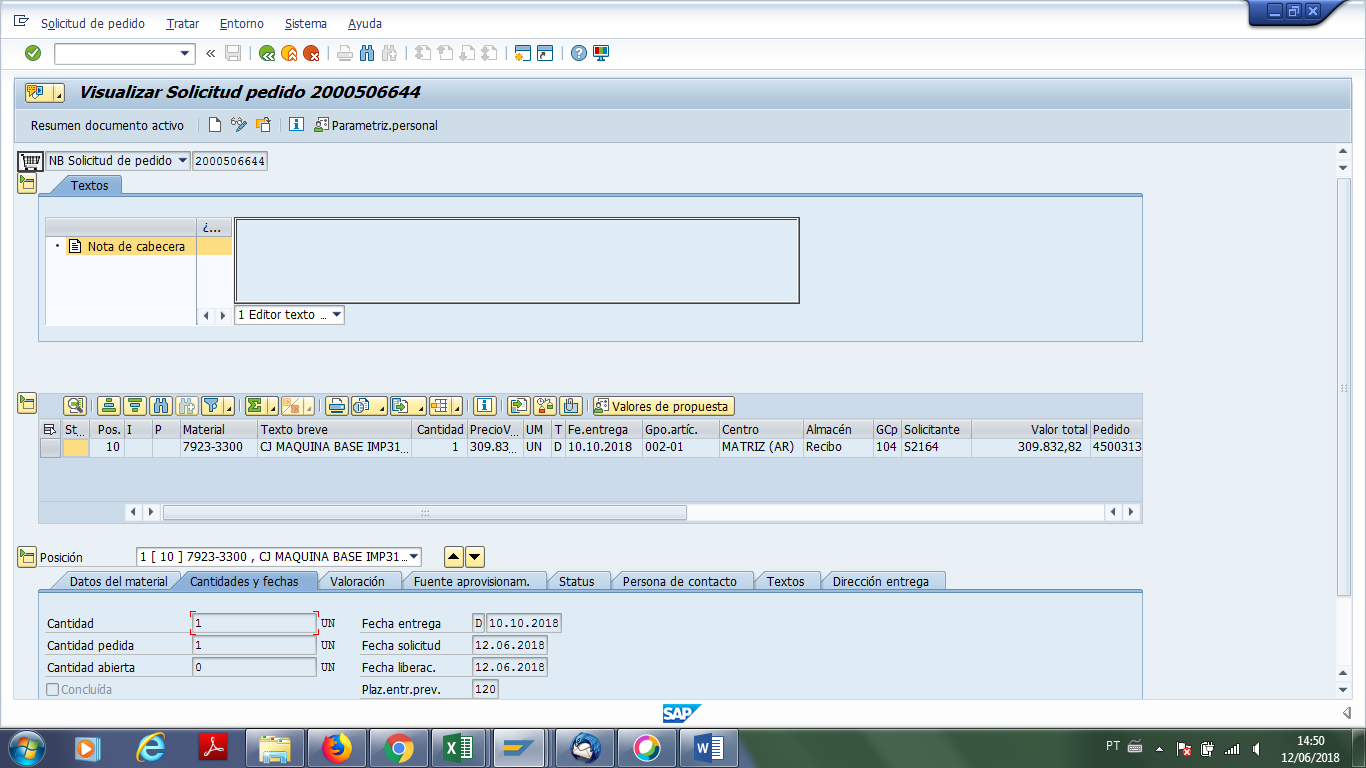 Solicitud de pedido Tratar Entorno Sistema Ayuda
Visualizar Solicitud pedido 2000506644
Resumen documento activo Parametriz.personal
NB Solicitud de pedido 2000506644
Textos
¿...
Nota de cabecera
1 Editor texto ...
Valores de propuesta
St... Pos. I P Material Texto breve Cantidad PrecioV... UM T Fe.entrega Gpo.artíc. Centro Almacén GCp Solicitante Valor total Pedido
10 7923-3300 CJ MAQUINA BASE IMP31... 1 309.83... UN D 10.10.2018 002-01 MATRIZ (AR) Recibo 104 S2164 309.832,82 4500313
Posición 1 [ 10 ] 7923-3300 , CJ MAQUINA BASE IMP31...
Datos del material Cantidades y fechas Valoración Fuente aprovisionam. Status Persona de contacto Textos Dirección entrega
Cantidad 1 UN Fecha entrega D 10.10.2018
Cantidad pedida 1 UN Fecha solicitud 12.06.2018
Cantidad abierta 0 UN Fecha liberac. 12.06.2018
Concluída Plaz.entr.prev. 120
SAP
PT 14:50
12/06/2018